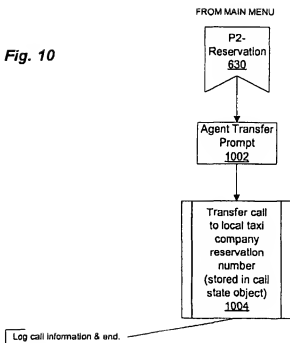 FROM MAIN MENU
Fig. 10
P2-
Reservation
630
Agent Transfer
Prompt
1002
Transfer call
to local taxi
company
reservation
number
(stored in call
state object)
1004
Log call information & end.